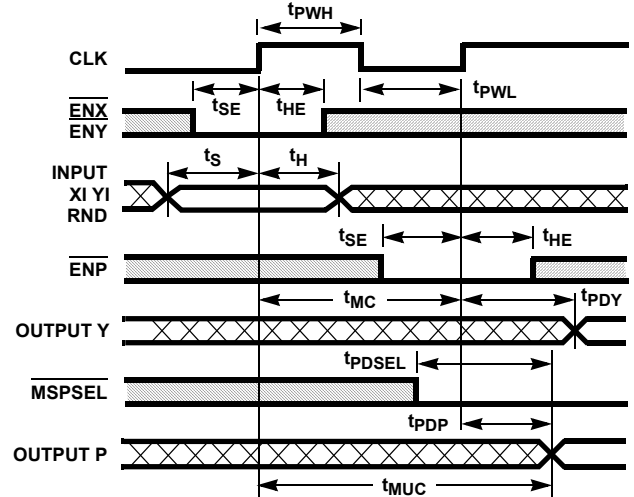 tPWH
CLK
tSE tHE tPWL
ENX
ENY
tS tH
INPUT
XI YI
RND
tSE tHE
ENP
tMC tPDY
OUTPUT Y
tPDSEL
MSPSEL
tPDP
OUTPUT P
tMUC